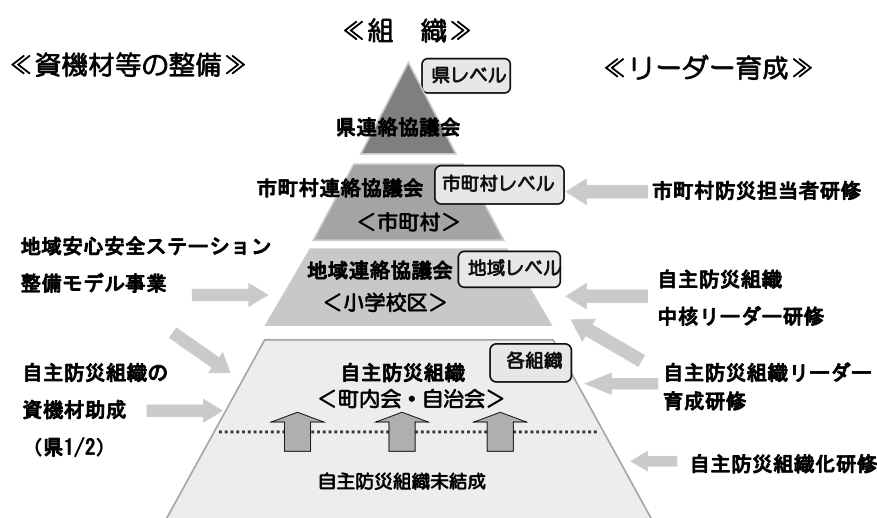 ≪組　織≫
≪資機材等の整備≫
≪リーダー育成≫
県レベル
県連絡協議会
市町村連絡協議会
市町村レベル
＜市町村＞
市町村防災担当者研修
地域安心安全ステーション
整備モデル事業
地域連絡協議会
地域レベル
＜小学校区＞
自主防災組織
中核リーダー研修
各組織
自主防災組織
＜町内会・自治会＞
自主防災組織の
資機材助成
（県1/2）
自主防災組織リーダー
育成研修
自主防災組織未結成
自主防災組織化研修